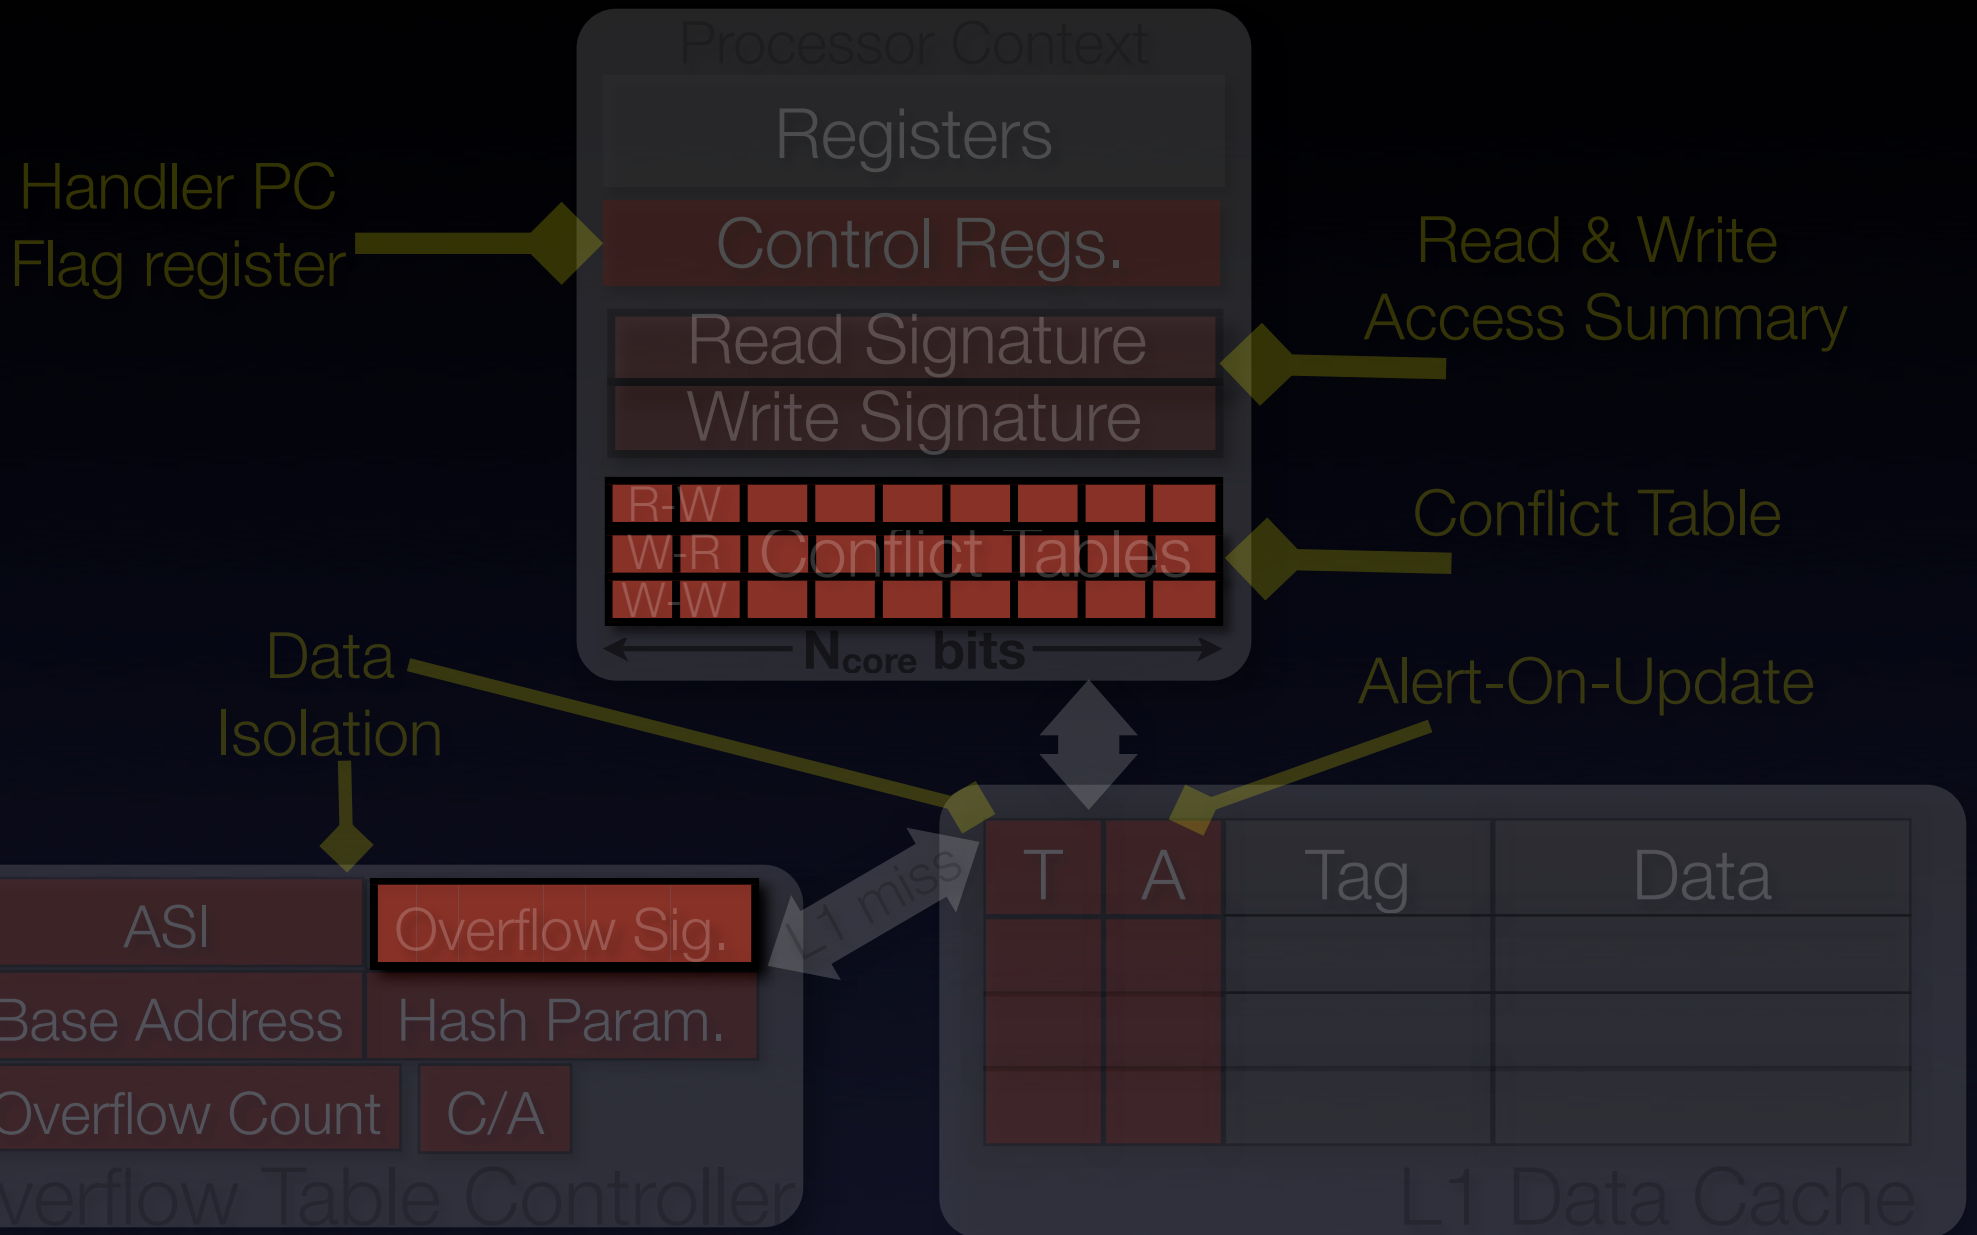 Processor Context
Registers
Handler PC
Flag register
Control Regs.
Read & Write
Access Summary
Read Signature
Write Signature
R-W
W-R
W-W
Conflict Tables
Conflict Table
Ncore bits
Data
Isolation
Alert-On-Update
L1 miss
T A Tag Data
ASI Overflow Sig.
Base Address Hash Param.
Overflow Count C/A
verflow Table Controller
L1 Data Cache